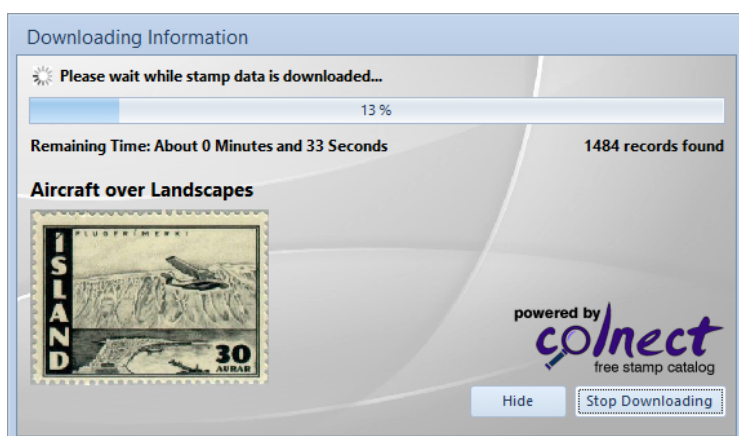 Downloading Information
Please wait while stamp data is downloaded...
13 %
Remaining Time: About 0 Minutes and 33 Seconds
1484 records found
Aircraft over Landscapes
FLUGFRÍMERKI
ÍSLAND
30
AURAR
powered by
colnect
free stamp catalog
Hide
Stop Downloading